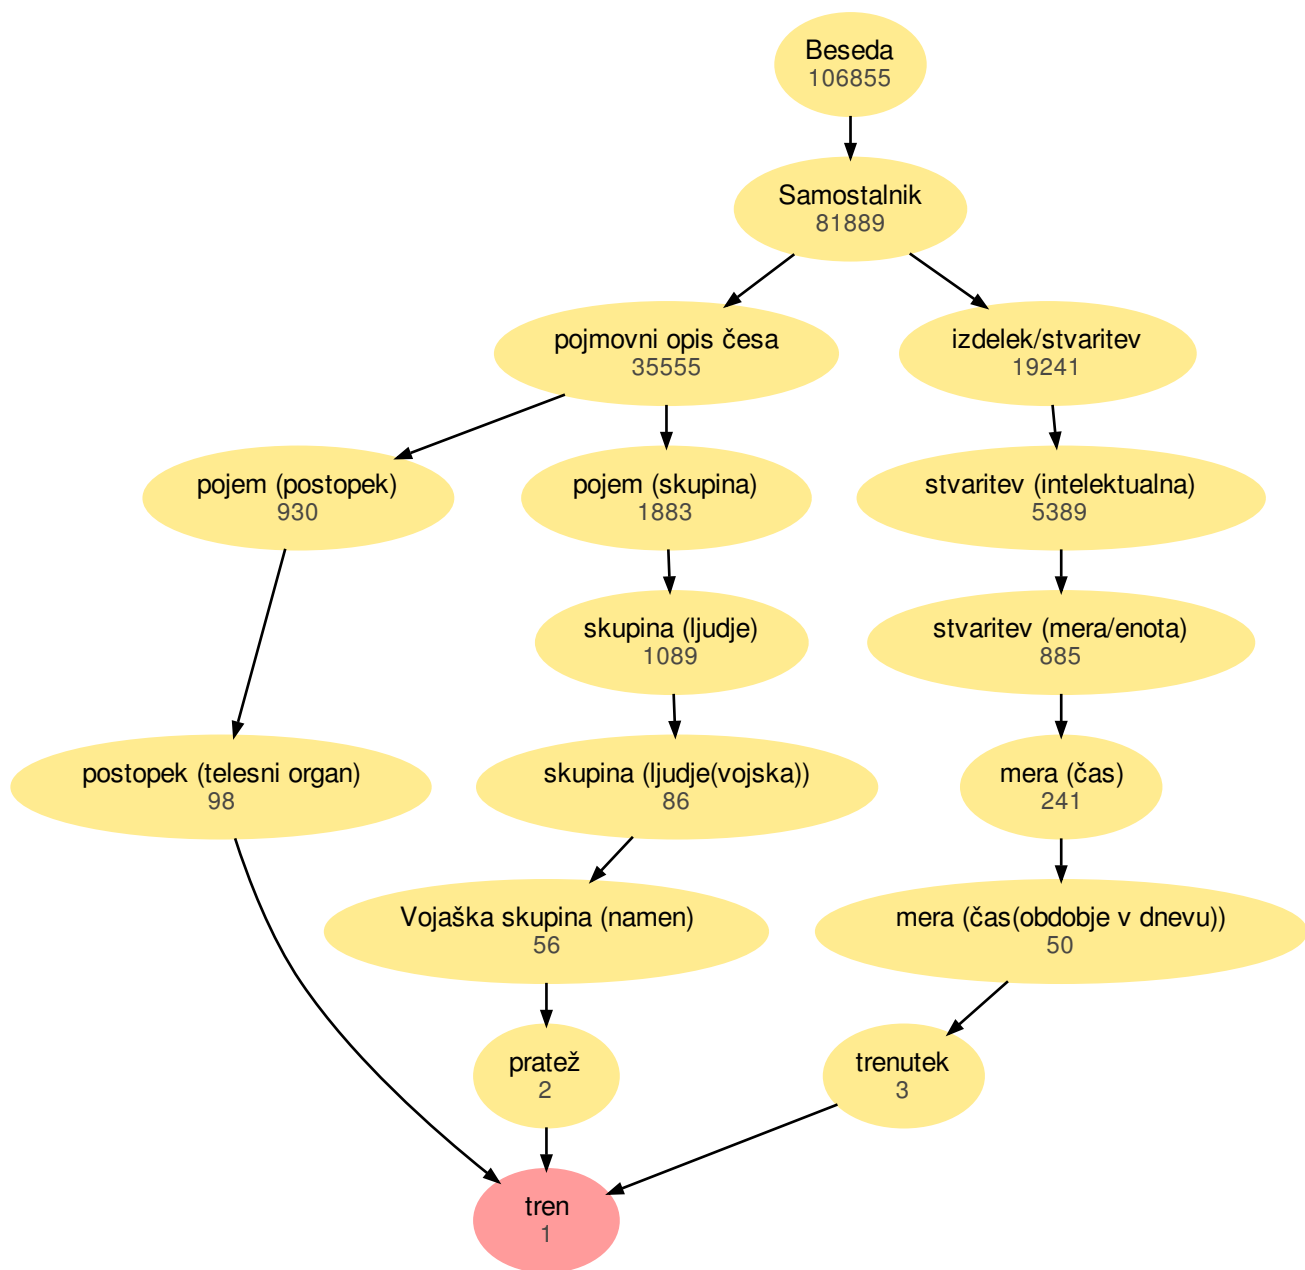 Beseda
106855
Samostalnik
81889
pojmovni opis česa
35555
izdelek/stvaritev
19241
pojem (postopek)
930
pojem (skupina)
1883
stvaritev (intelektualna)
5389
skupina (ljudje)
1089
stvaritev (mera/enota)
885
postopek (telesni organ)
98
skupina (ljudje(vojska))
86
mera (čas)
241
Vojaška skupina (namen)
56
mera (čas(obdobje v dnevu))
50
pratež
2
trenutek
3
tren
1